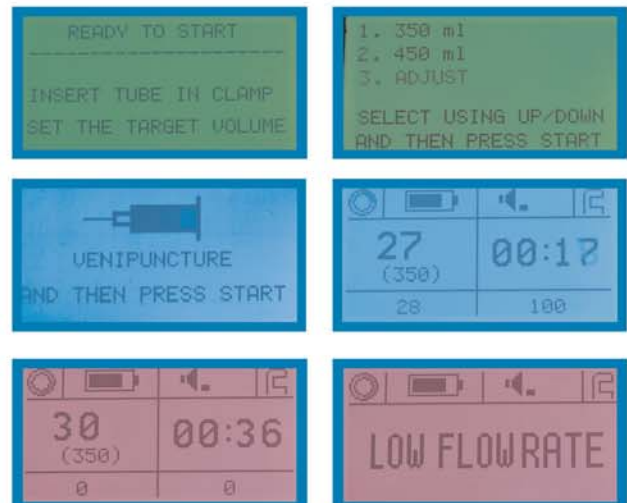 READY TO START
INSERT TUBE IN CLAMP
SET THE TARGET VOLUME
1. 350 ml
2. 450 ml
3. ADJUST
SELECT USING UP/DOWN
AND THEN PRESS START
VENIPUNCTURE
AND THEN PRESS START
27
(350)
00:17
28
100
30
(350)
00:36
0
0
LOW FLOWRATE